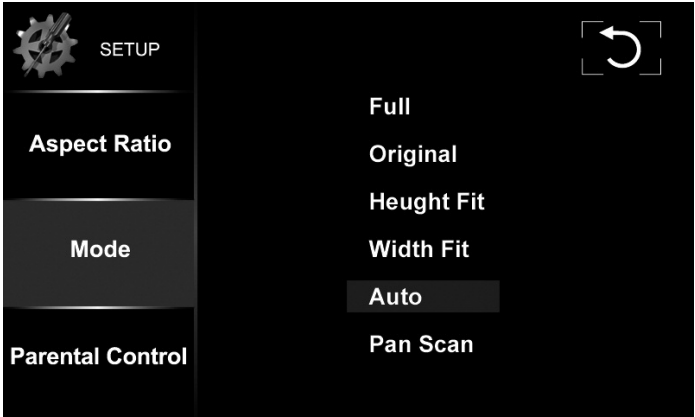 SETUP
Aspect Ratio
Mode
Parental Control
Full
Original
Heught Fit
Width Fit
Auto
Pan Scan